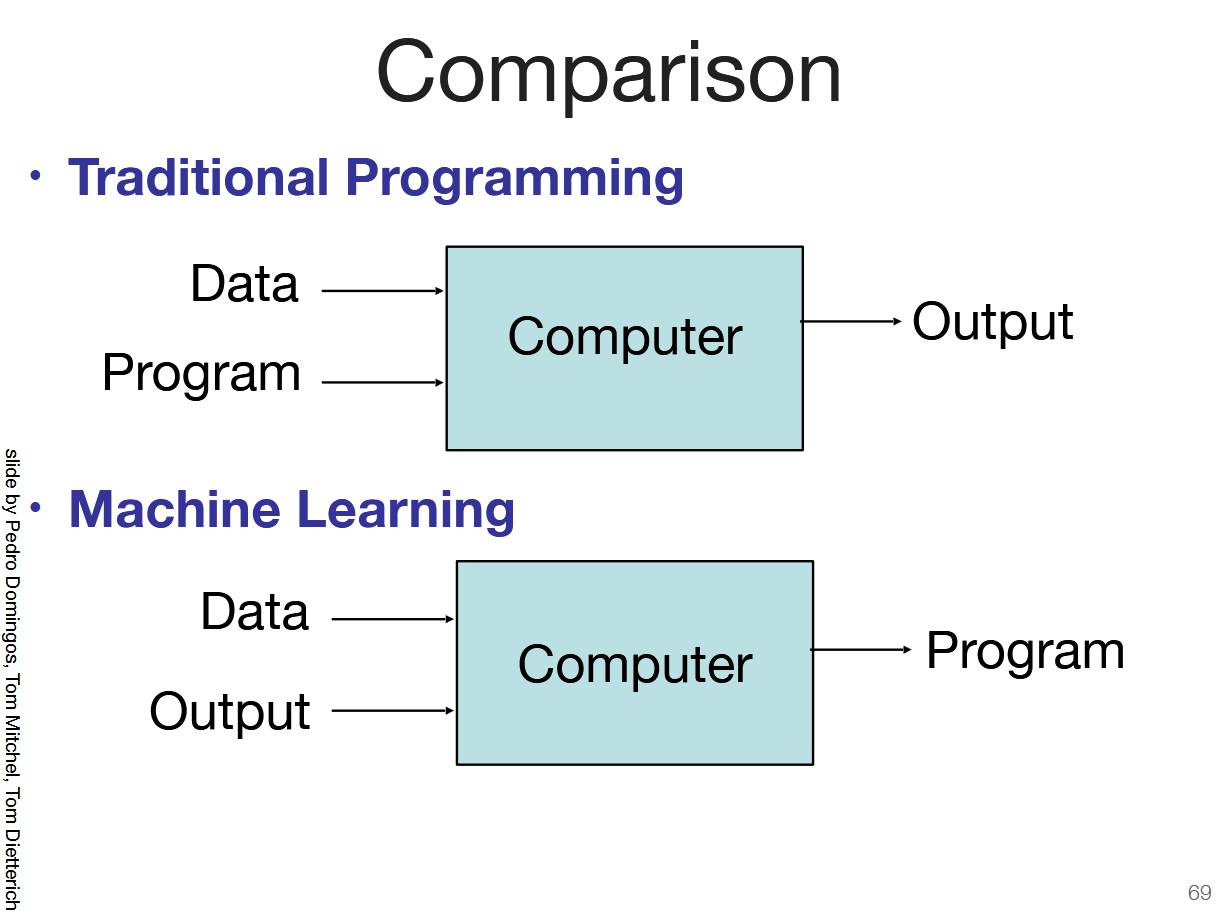 Comparison
• Traditional Programming
Data
Program
Computer
Output
• Machine Learning
Data
Output
Computer
Program
slide by Pedro Domingos, Tom Mitchel, Tom Dietterich
69